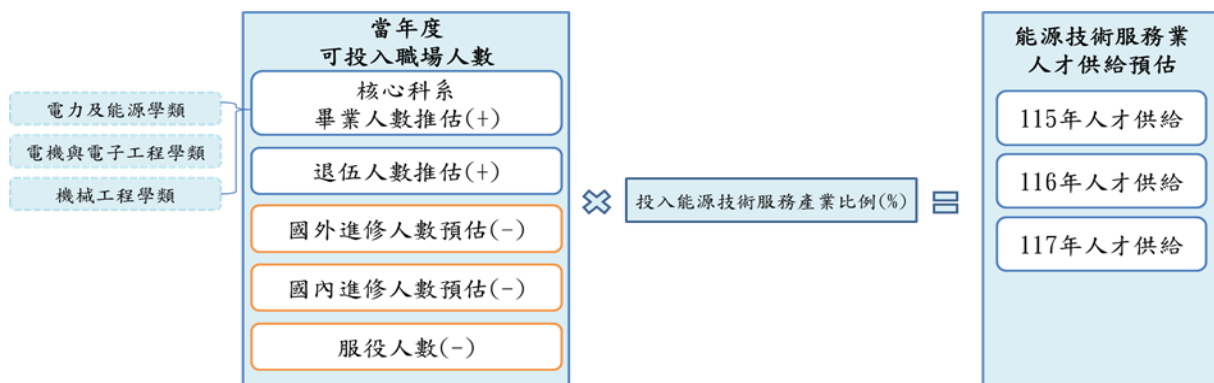 電力及能源學類
電機與電子工程學類
機械工程學類
當年度
可投入職場人數
核心科系
畢業人數推估(+)
退伍人數推估(+)
國外進修人數預估(-)
國內進修人數預估(-)
服役人數(-)
投入能源技術服務產業比例(%)
能源技術服務業
人才供給預估
115年人才供給
116年人才供給
117年人才供給